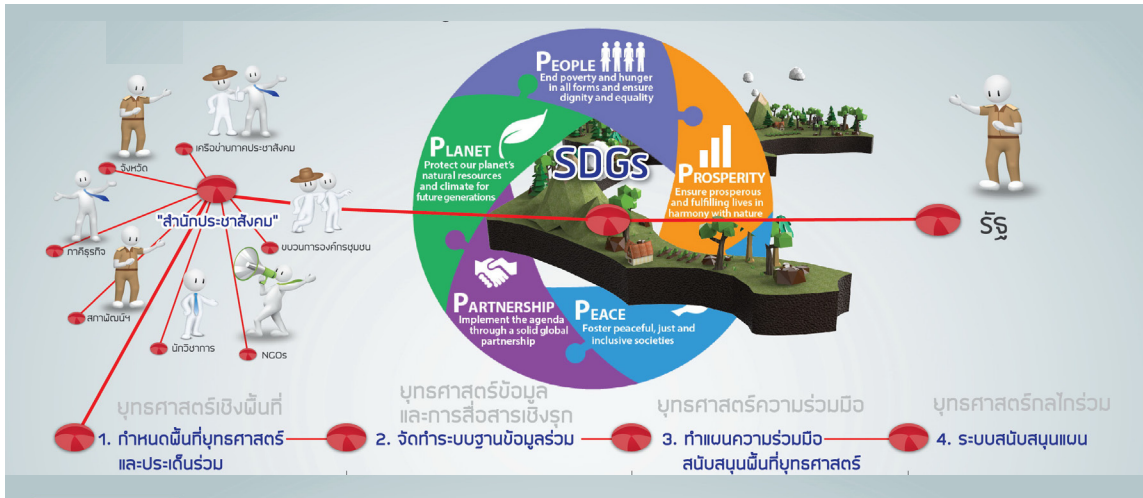 จังหวัด
เครือข่ายภาคประชาสังคม
"สำนักประชาสังคม"
ภาคีธุรกิจ
ขบวนการองค์กรชุมชน
สภาพัฒน์ฯ
นักวิชาการ
NGOs
PEOPLE
End poverty and hunger
in all forms and ensure
dignity and equality
PLANET
Protect our planet's
natural resources
and climate for
future generations
SDGs
PROSPERITY
Ensure prosperous
and fulfilling lives in
harmony with nature
PARTNERSHIP
Implement the agenda
through a solid global
partnership
PEACE
Foster peaceful, just and
inclusive societies
รัฐ
ยุทธศาสตร์เชิงพื้นที่
1. กำหนดพื้นที่ยุทธศาสตร์
และประเด็นร่วม
ยุทธศาสตร์ข้อมูล
และการสื่อสารเชิงรุก
2. จัดทำระบบฐานข้อมูลร่วม
ยุทธศาสตร์ความร่วมมือ
3. ทำแผนความร่วมมือ
สนับสนุนพื้นที่ยุทธศาสตร์
ยุทธศาสตร์กลไกร่วม
4. ระบบสนับสนุนแผน